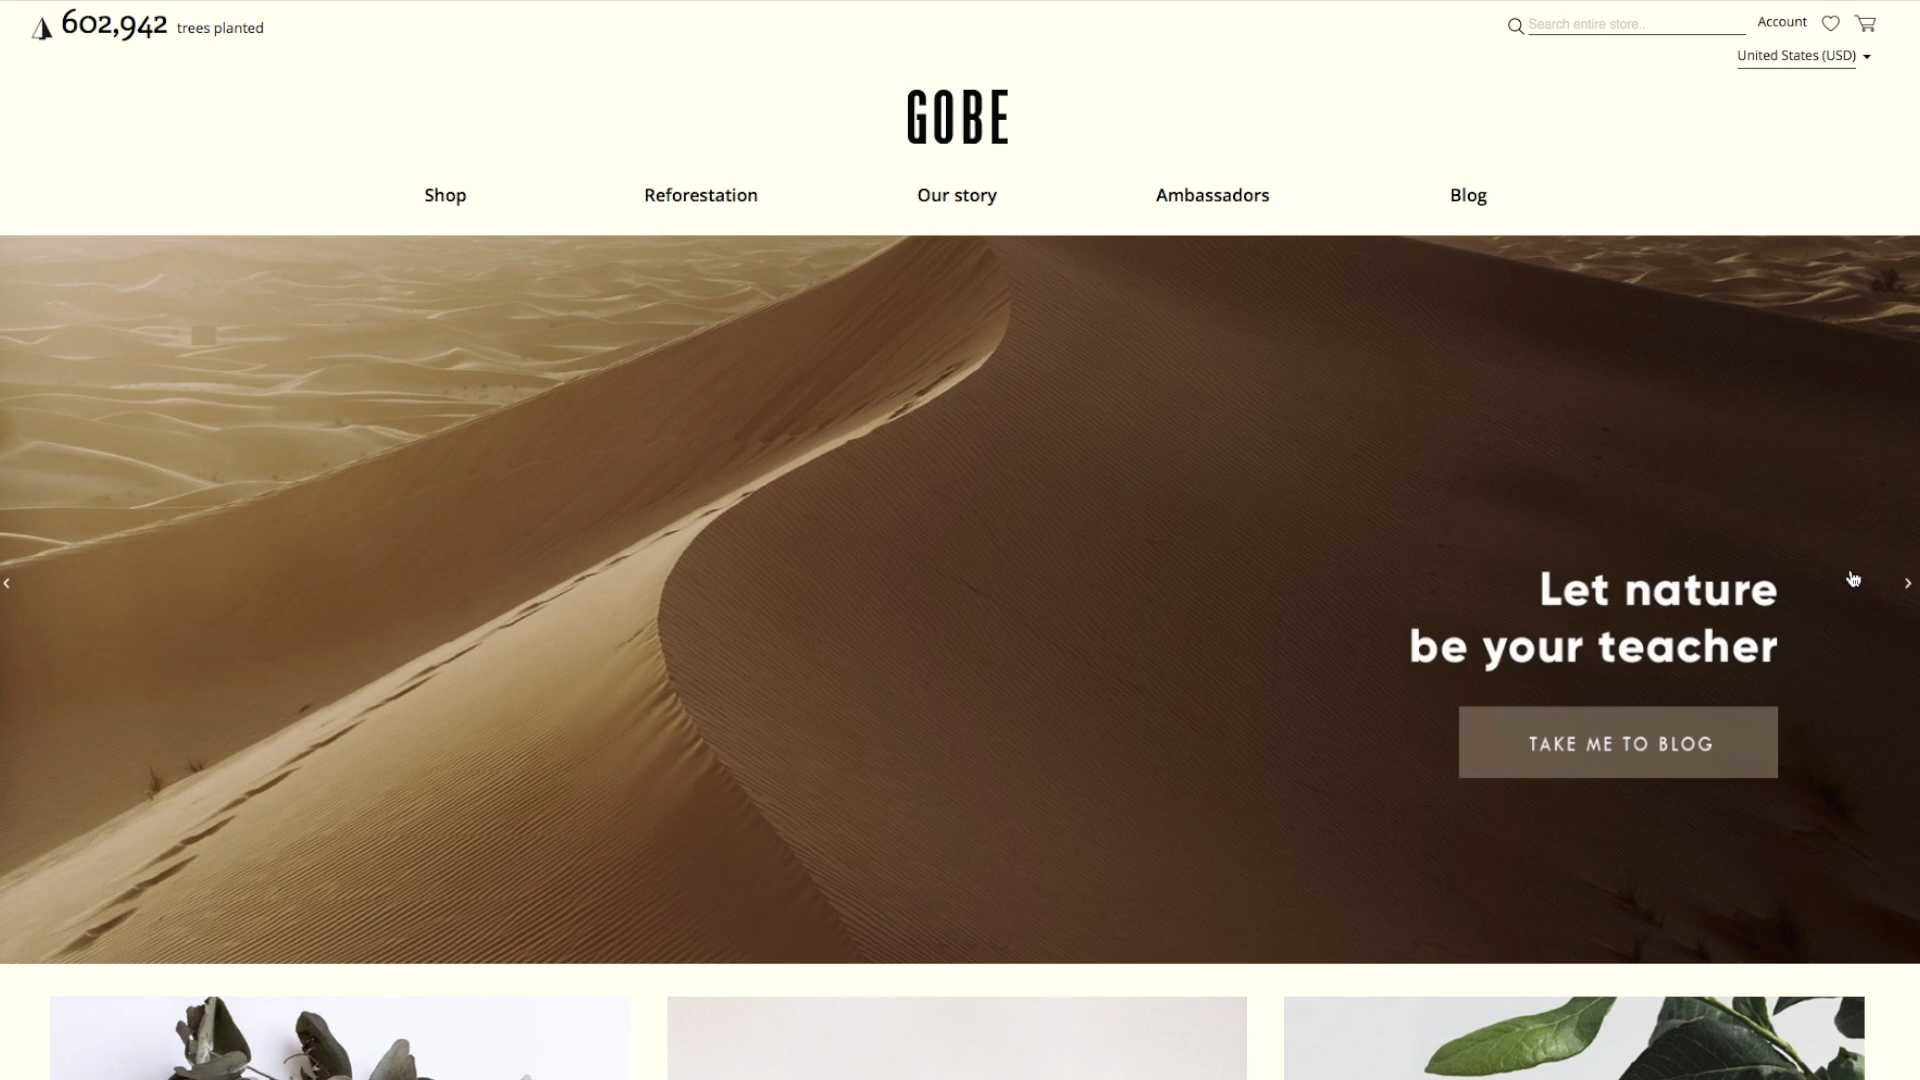 602,942 trees planted
Search entire store..
Account
United States (USD)
GOBE
Shop
Reforestation
Our story
Ambassadors
Blog
Let nature
be your teacher
TAKE ME TO BLOG